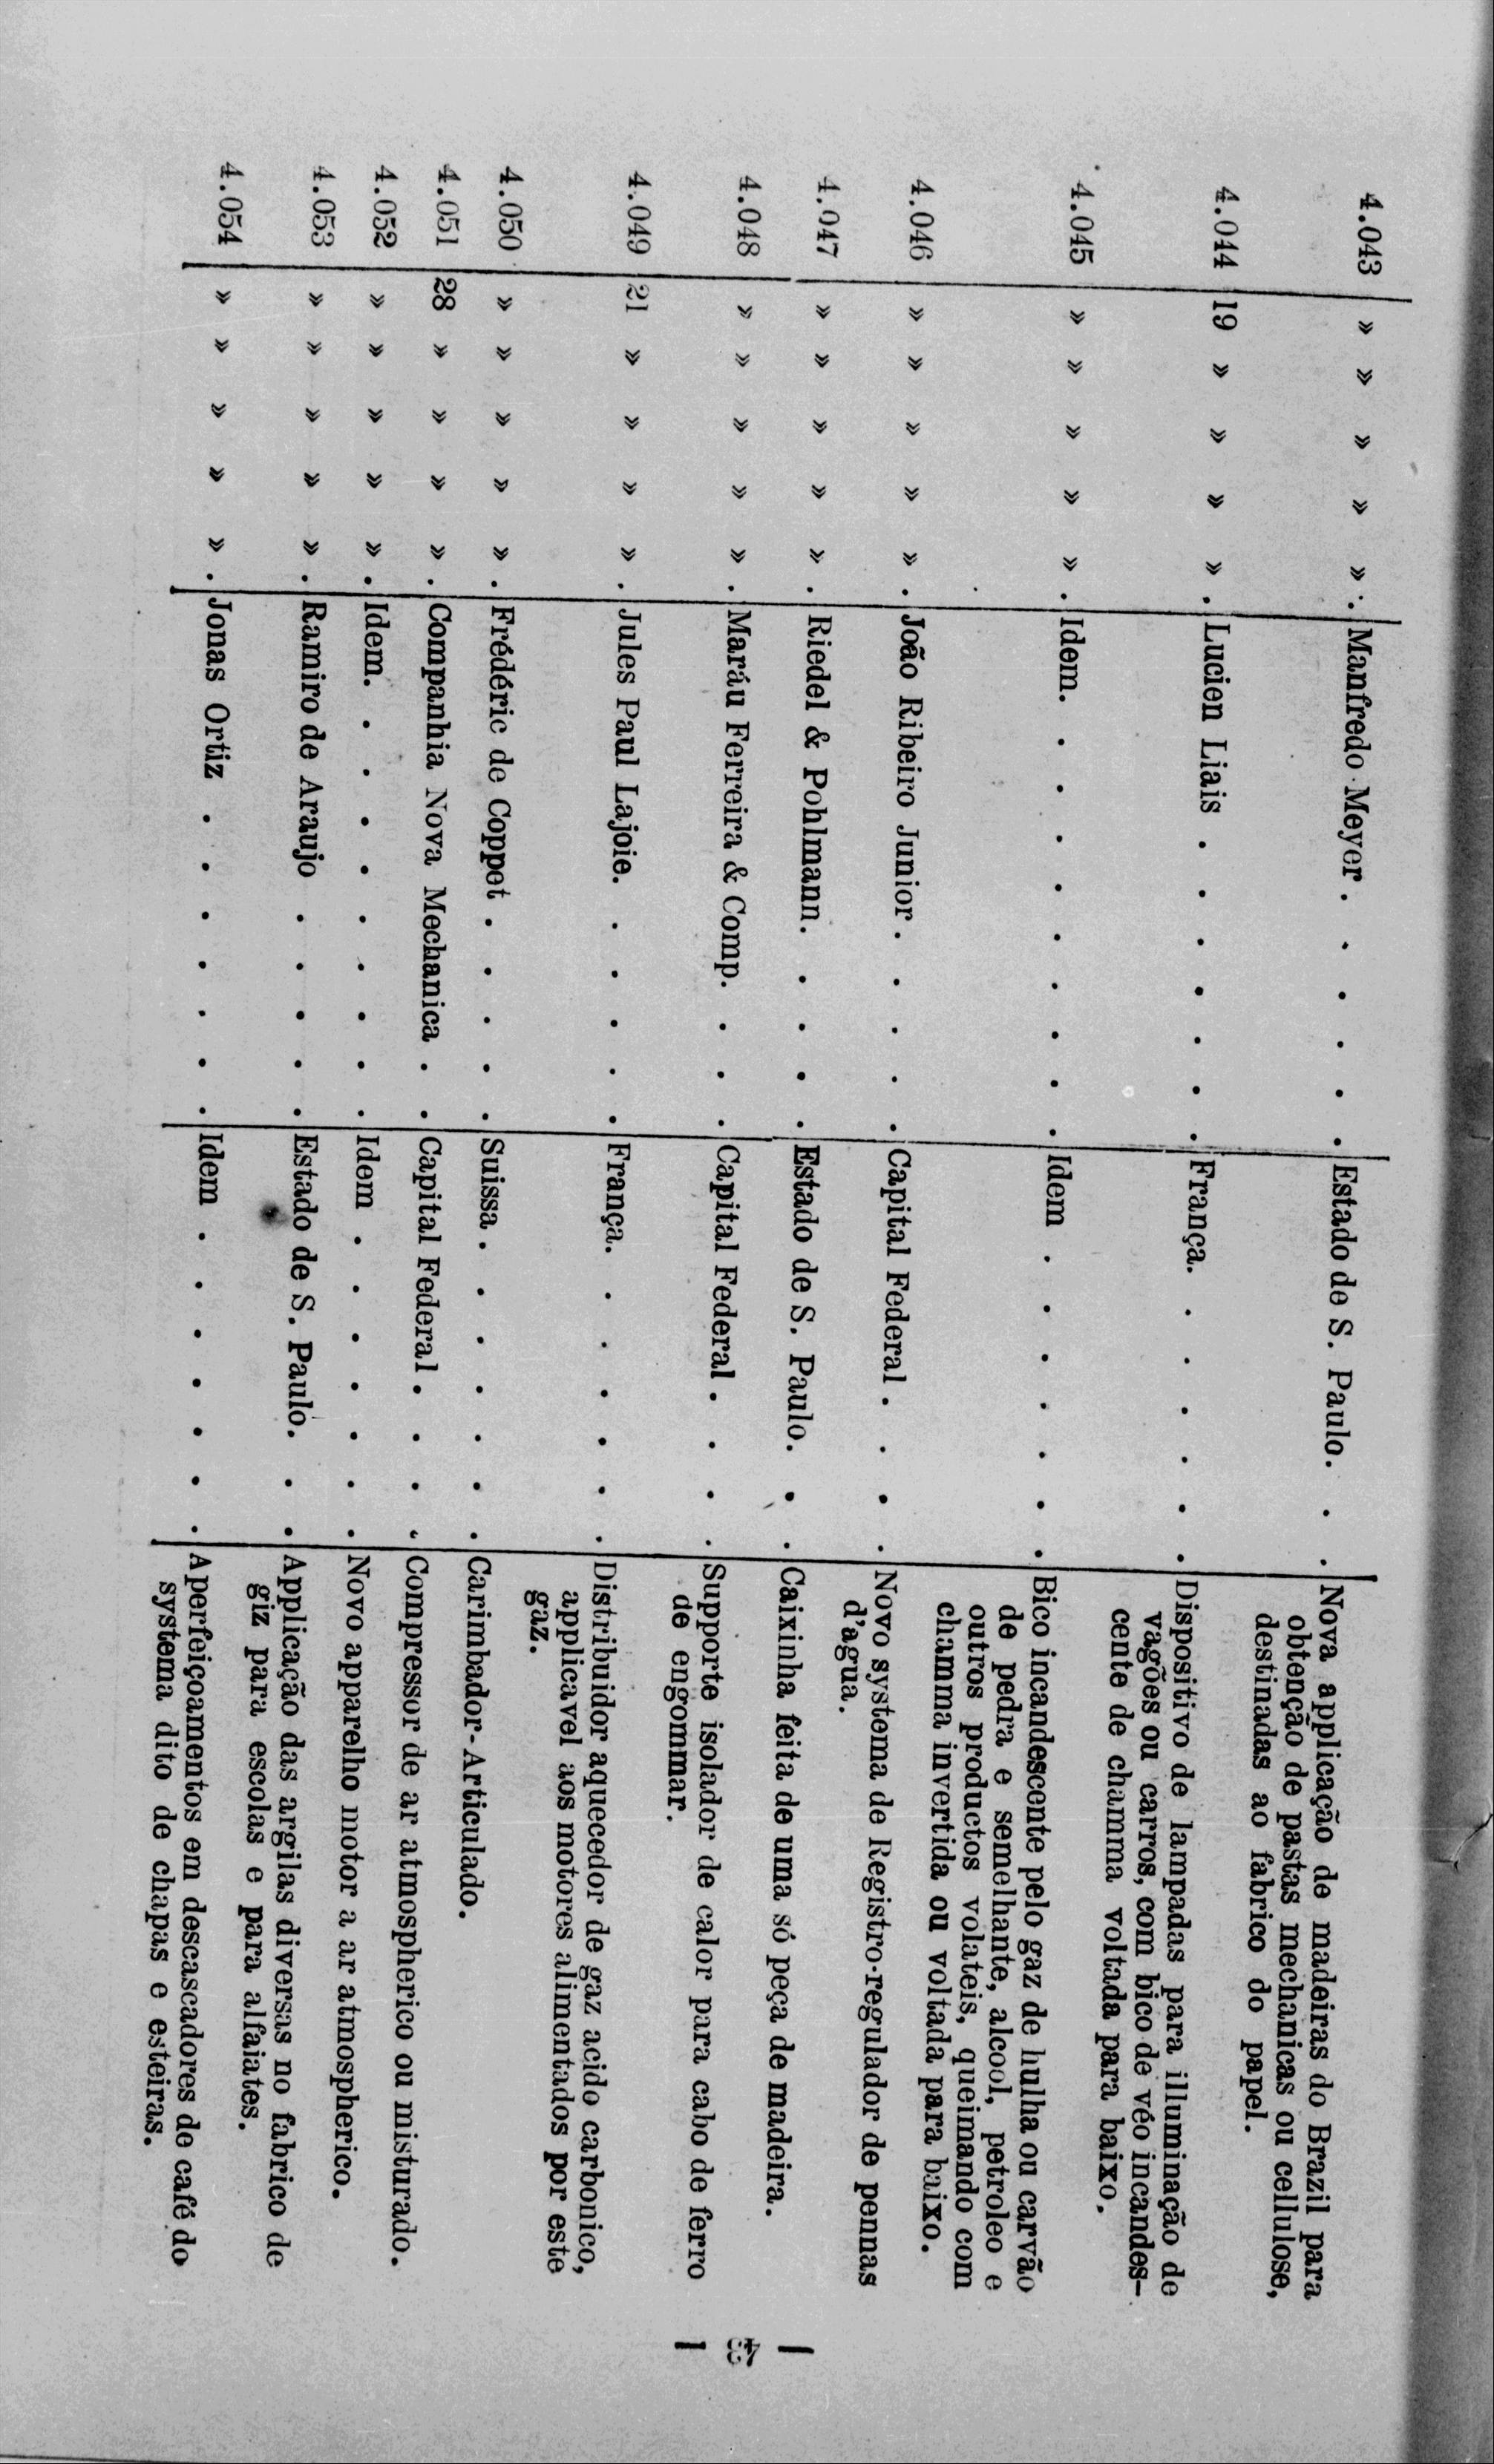 4.043 » » » » » . Manfredo Meyer . . . . . . Estado de S. Paulo. . . Nova applicação de madeiras do Brazil para
obtenção de pastas mechanicas ou cellulose,
destinadas ao fabrico do papel.
4.044 19 » » » » . Lucien Liais . . . . . . . França. . . . . . . Dispositivo de lampadas para illuminação de
vagões ou carros, com bico de véo incandes-
cente de chamma voltada para baixo.
4.045 » » » » » . Idem. . . . . . . . . . Idem . . . . . . . Bico incandescente pelo gaz de hulha ou carvão
de pedra e semelhante, alcool, petroleo e
outros productos volateis, queimando com
chamma invertida ou voltada para baixo.
4.046 » » » » » . João Ribeiro Junior . . . . . Capital Federal . . . . Novo systema de Registro-regulador de pennas
d'agua.
4.047 » » » » » . Riedel & Pohlmann. . . . . Estado de S. Paulo. . . Caixinha feita de uma só peça de madeira.
4.048 » » » » » . Maráu Ferreira & Comp. . . . Capital Federal . . . . Supporte isolador de calor para cabo de ferro
de engommar.
4.049 21 » » » » . Jules Paul Lajoie. . . . . . França. . . . . . . Distribuidor aquecedor de gaz acido carbonico,
applicavel aos motores alimentados por este
gaz.
4.050 » » » » » . Frédéric de Coppet . . . . . Suissa . . . . . . . Carimbador-Articulado.
4.051 28 » » » » . Companhia Nova Mechanica . . Capital Federal . . . . Compressor de ar atmospherico ou misturado.
4.052 » » » » » . Idem. . . . . . . . . . Idem . . . . . . . Novo apparelho motor a ar atmospherico.
4.053 » » » » » . Ramiro de Araujo . . . . . Estado de S. Paulo. . . Applicação das argilas diversas no fabrico de
giz para escolas e para alfaiates.
4.054 » » » » » . Jonas Ortiz . . . . . . . Idem . . . . . . . Aperfeiçoamentos em descascadores de café do
systema dito de chapas e esteiras.